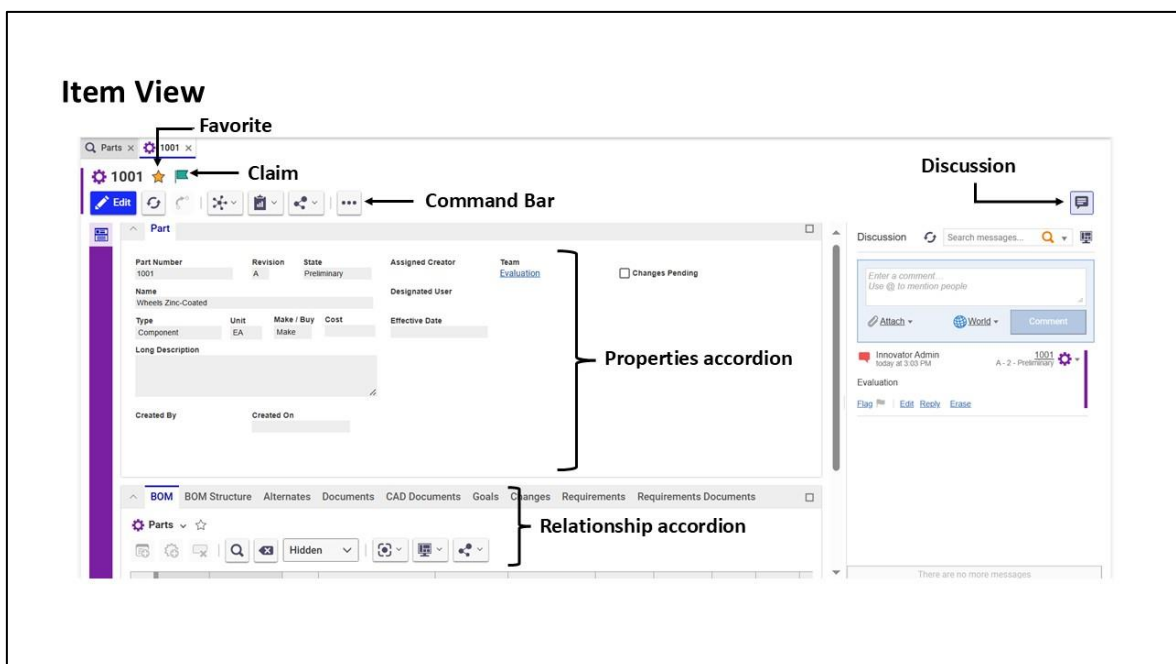 Item View
Favorite
Parts × 1001 ×
1001 Claim
Discussion
Edit Command Bar
Part
Discussion Search messages...
Part Number Revision State Assigned Creator Team
1001 A Preliminary Evaluation Changes Pending
Enter a comment...
Use @ to mention people
Name Designated User
Wheels Zinc-Coated
Type Unit Make / Buy Cost Effective Date
Component EA Make
Attach World Comment
Long Description
Properties accordion
Innovator Admin 1001
today at 3:03 PM A - 2 - Preliminary
Evaluation
Flag Edit Reply Erase
Created By Created On
BOM BOM Structure Alternates Documents CAD Documents Goals Changes Requirements Requirements Documents
Parts
Relationship accordion
Hidden
There are no more messages